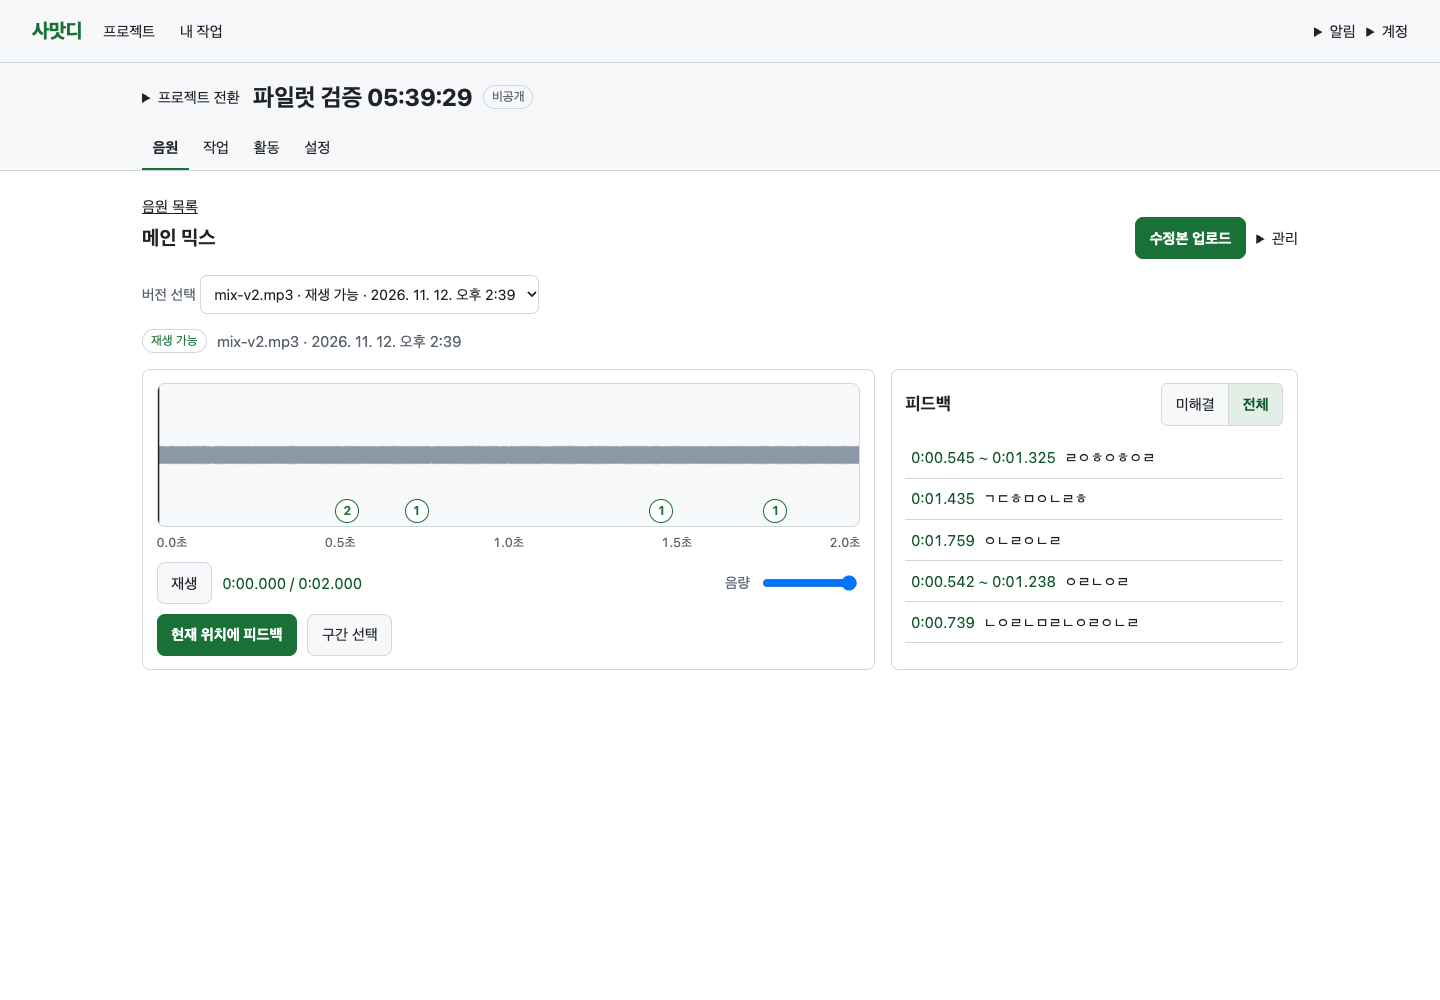 사맛디 프로젝트 내 작업 ▶ 알림 ▶ 계정
▶ 프로젝트 전환 파일럿 검증 05:39:29 비공개
음원 작업 활동 설정
음원 목록
메인 믹스
수정본 업로드 ▶ 관리
버전 선택 mix-v2.mp3 · 재생 가능 · 2026. 11. 12. 오후 2:39
재생 가능 mix-v2.mp3 · 2026. 11. 12. 오후 2:39
2 1 1 1
0.0초 0.5초 1.0초 1.5초 2.0초
재생 0:00.000 / 0:02.000 음량
현재 위치에 피드백 구간 선택
피드백 미해결 전체
0:00.545 ~ 0:01.325 ㄹㅇㅎㅇㅎㅇㄹ
0:01.435 ㄱㄷㅎㅁㅇㄴㄹㅎ
0:01.759 ㅇㄴㄹㅇㄴㄹ
0:00.542 ~ 0:01.238 ㅇㄹㄴㅇㄹ
0:00.739 ㄴㅇㄹㄴㅁㄹㄴㅇㄹㅇㄴㄹ